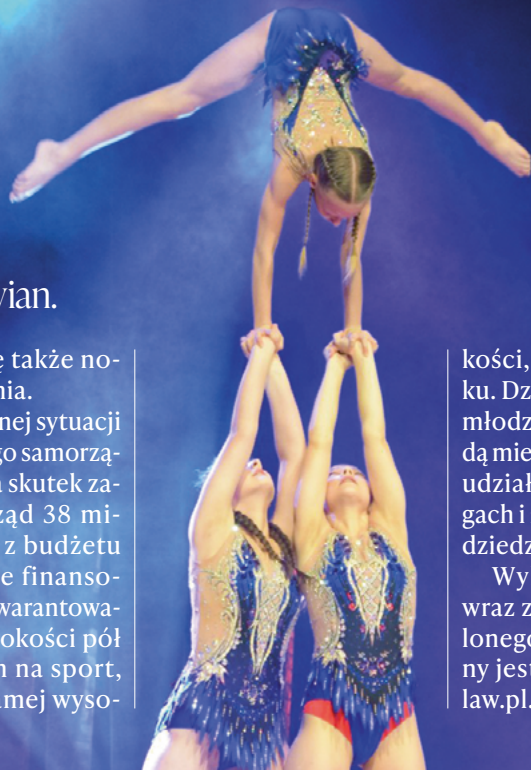 vian.
ę także no-
nia.
nej sytuacji
go samorzą-
a skutek za-
ząd 38 mi-
z budżetu
e finanso-
warantowa-
okości pół
n na sport,
amej wyso-
kości,
ku. Dz
młodz
dą mie
udział
gach i
dziedz
Wy
wraz z
lonego
ny jest
law.pl.